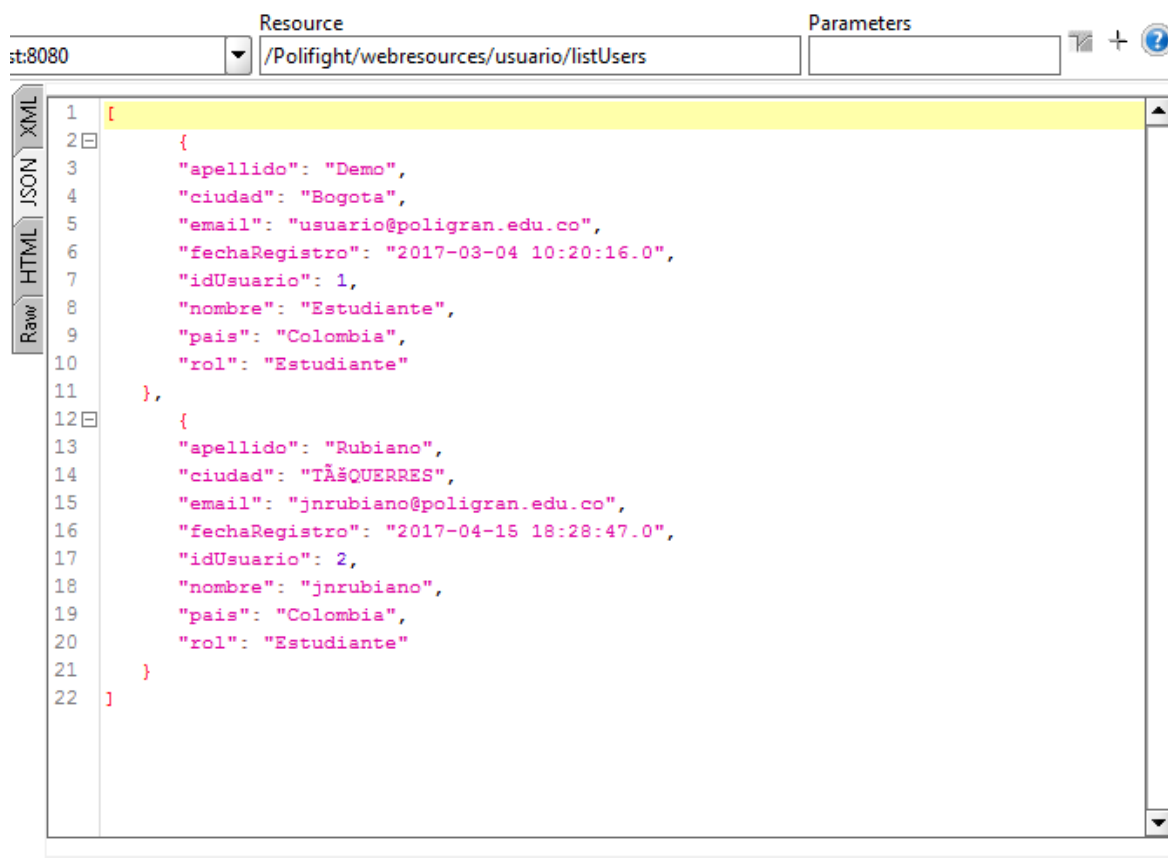 Resource Parameters
st:8080 /Polifight/webresources/usuario/listUsers
XML
JSON
HTML
Raw
1 [
2 {
3 "apellido": "Demo",
4 "ciudad": "Bogota",
5 "email": "usuario@poligran.edu.co",
6 "fechaRegistro": "2017-03-04 10:20:16.0",
7 "idUsuario": 1,
8 "nombre": "Estudiante",
9 "pais": "Colombia",
10 "rol": "Estudiante"
11 },
12 {
13 "apellido": "Rubiano",
14 "ciudad": "TÃšQUERRES",
15 "email": "jnrubiano@poligran.edu.co",
16 "fechaRegistro": "2017-04-15 18:28:47.0",
17 "idUsuario": 2,
18 "nombre": "jnrubiano",
19 "pais": "Colombia",
20 "rol": "Estudiante"
21 }
22 ]